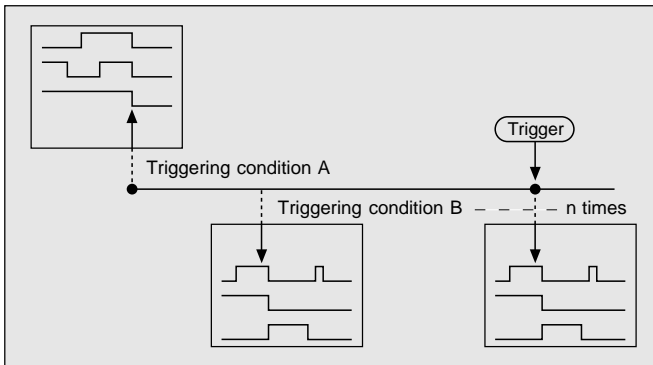 Trigger
Triggering condition A
Triggering condition B – – – – n times